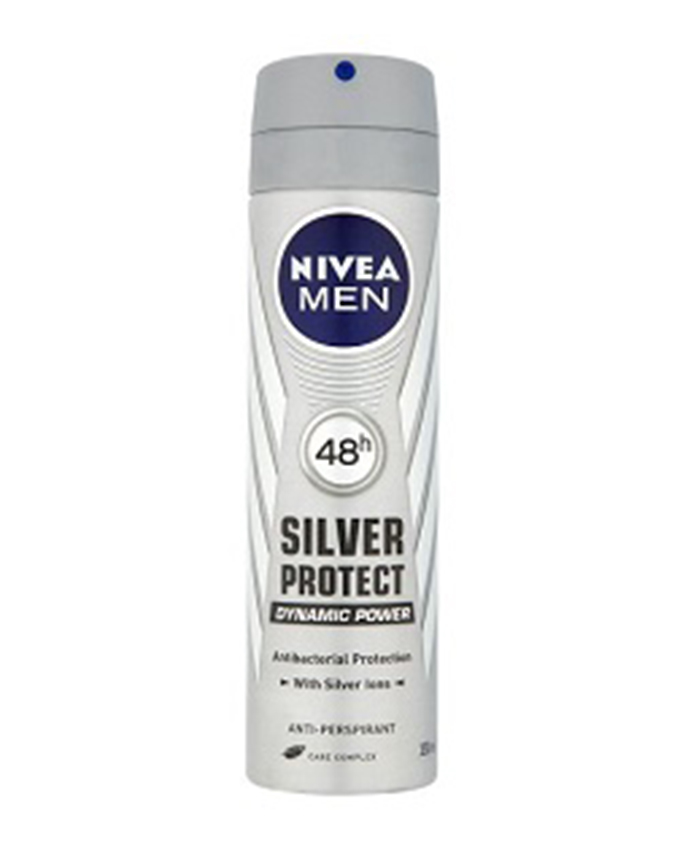 NIVEA
MEN
48h
SILVER
PROTECT
DYNAMIC POWER
Antibacterial Protection
With Silver Ions
ANTI-PERSPIRANT
CARE COMPLEX